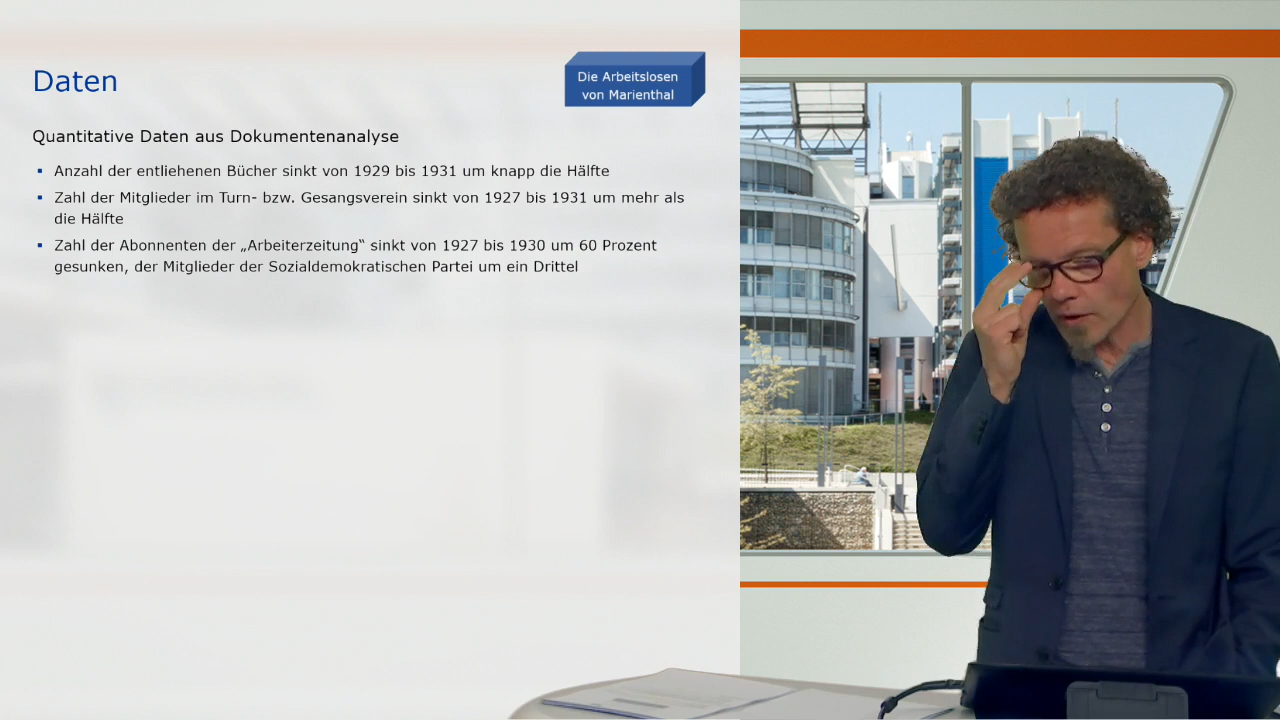 Daten
Die Arbeitslosen
von Marienthal
Quantitative Daten aus Dokumentenanalyse
▪ Anzahl der entliehenen Bücher sinkt von 1929 bis 1931 um knapp die Hälfte
▪ Zahl der Mitglieder im Turn- bzw. Gesangsverein sinkt von 1927 bis 1931 um mehr als
die Hälfte
▪ Zahl der Abonnenten der „Arbeiterzeitung“ sinkt von 1927 bis 1930 um 60 Prozent
gesunken, der Mitglieder der Sozialdemokratischen Partei um ein Drittel